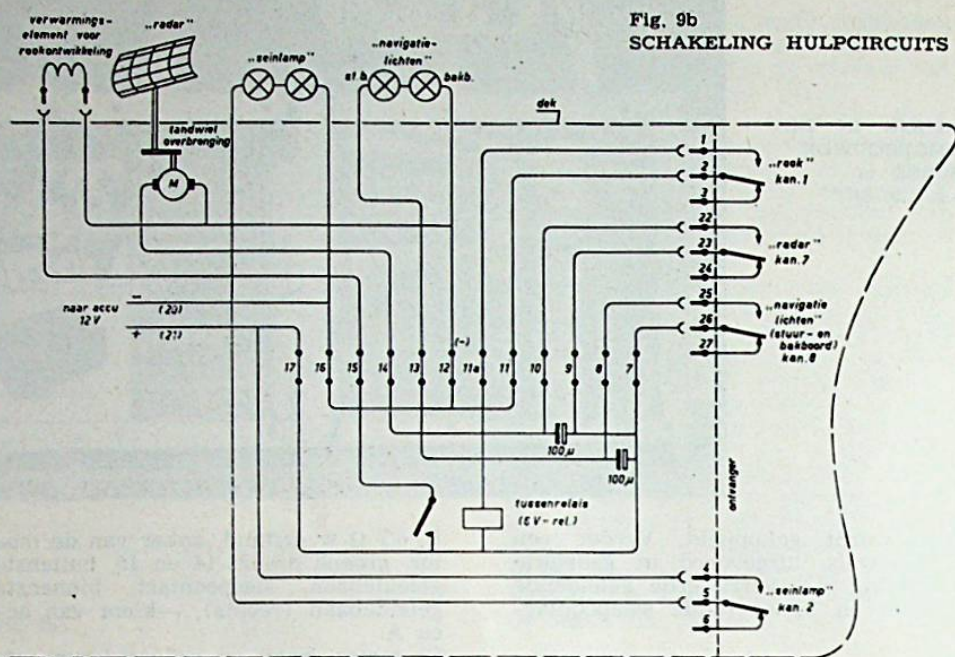 Fig. 9b
SCHAKELING HULPCIRCUITS
verwarmings-
element voor
rookontwikkeling
„radar"
„seinlamp"
„navigatie-
lichten"
st.b.
bakb.
dek
tandwiel
overbrenging
M
1
2
3
„rook"
kan.1
22
23
24
„radar"
kan.7
25
26
27
„navigatie
lichten"
(stuur- en
bakboord)
kan.8
naar accu
12 V
- (20)
+ (21)
(-)
17
16
15
14
13
12
11a
11
10
9
8
7
100µ
100µ
tussenrelais
(6 V - rel.)
ontvanger
4
5
6
„seinlamp"
kan.2